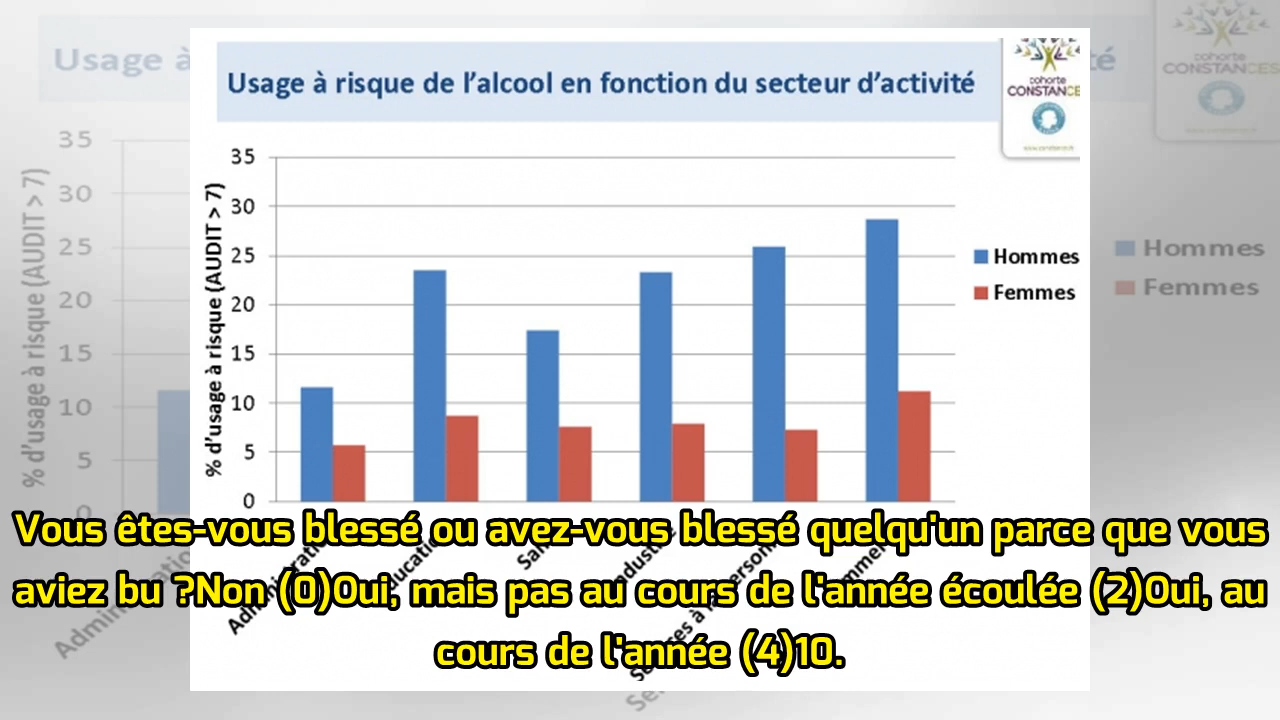 Usage à risque de l'alcool en fonction du secteur d'activité
cohorte
CONSTANCES
% d'usage à risque (AUDIT > 7)
35
30
25
20
15
10
5
0
Hommes
Femmes
Vous êtes-vous blessé ou avez-vous blessé quelqu'un parce que vous
aviez bu ?Non (0)Oui, mais pas au cours de l'année écoulée (2)Oui, au
cours de l'année (4)10.